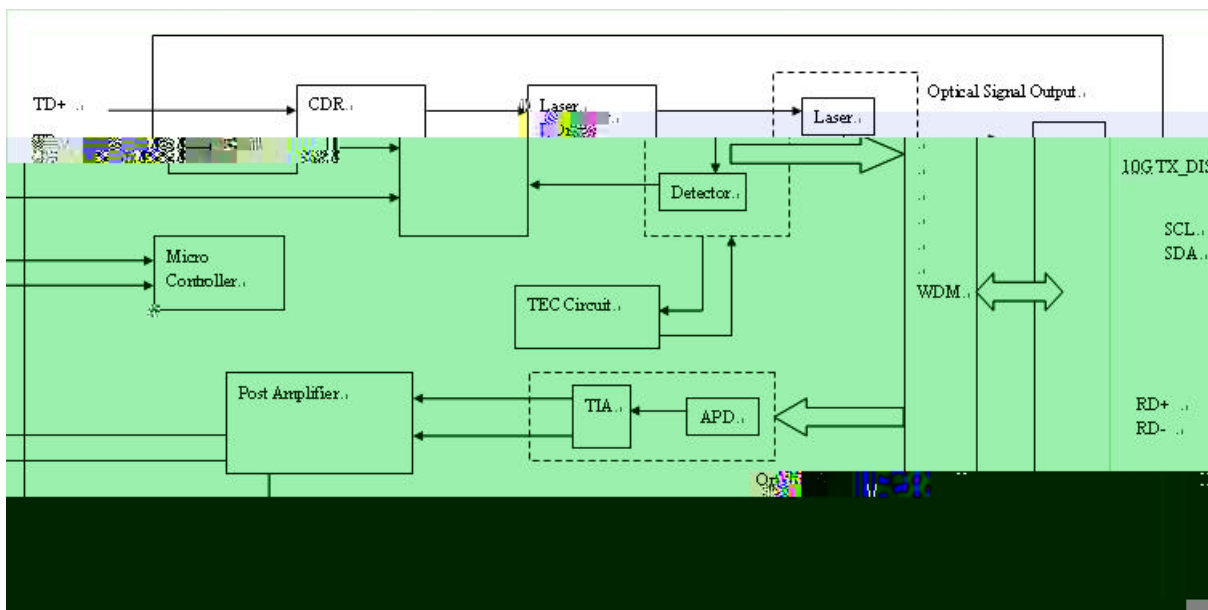 TD+
CDR
Laser
Optical Signal Output
Laser
10G TX_DIS
Detector
SCL
SDA
Micro
Controller
WDM
TEC Circuit
Post Amplifier
TIA
APD
RD+
RD-